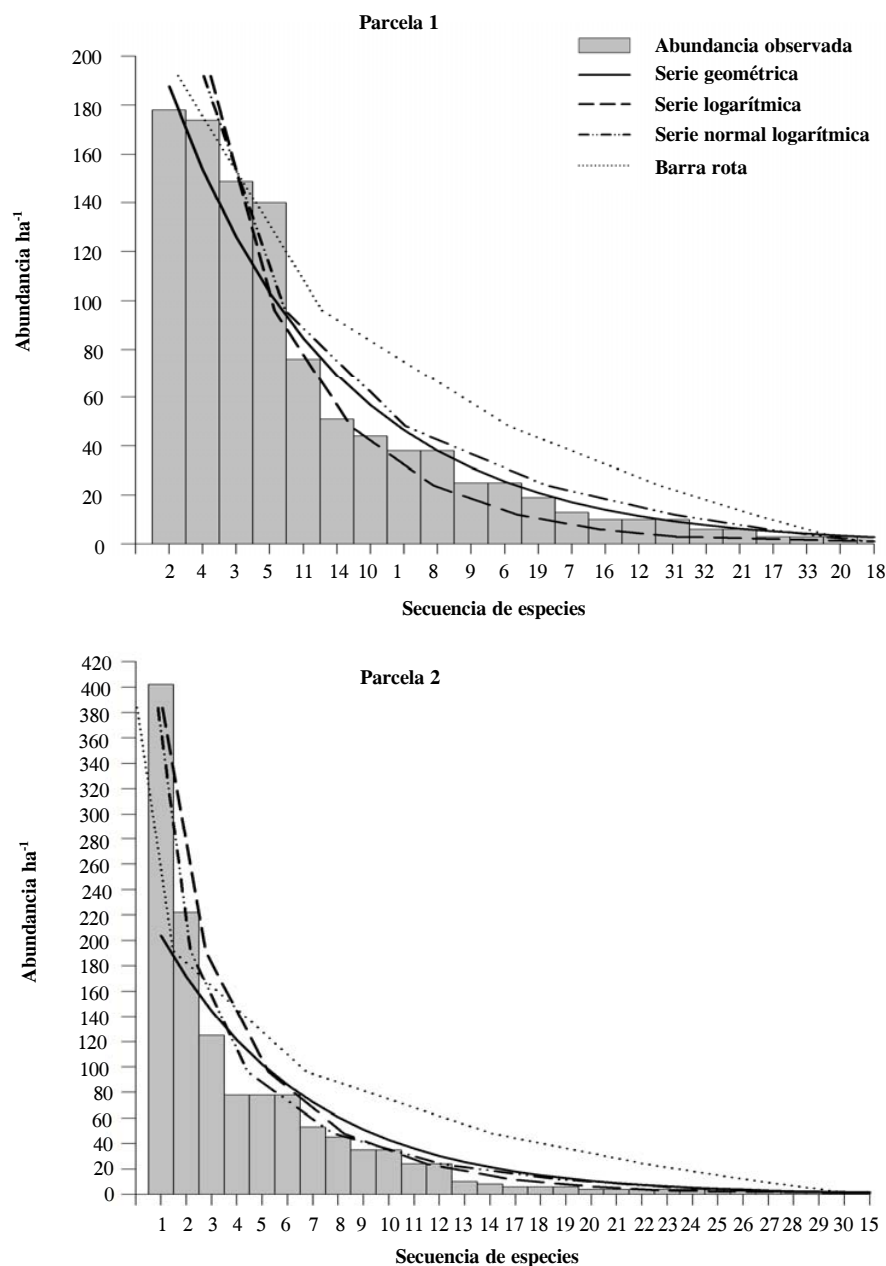 Parcela 1
Abundancia observada
Serie geométrica
Serie logarítmica
Serie normal logarítmica
Barra rota
Abundancia ha-1
200
180
160
140
120
100
80
60
40
20
0
2 4 3 5 11 14 10 1 8 9 6 19 7 16 12 31 32 21 17 33 20 18
Secuencia de especies
Parcela 2
Abundancia ha-1
420
400
380
360
340
320
300
280
260
240
220
200
180
160
140
120
100
80
60
40
20
0
1 2 3 4 5 6 7 8 9 10 11 12 13 14 17 18 19 20 21 22 23 24 25 26 28 29 30 15
Secuencia de especies